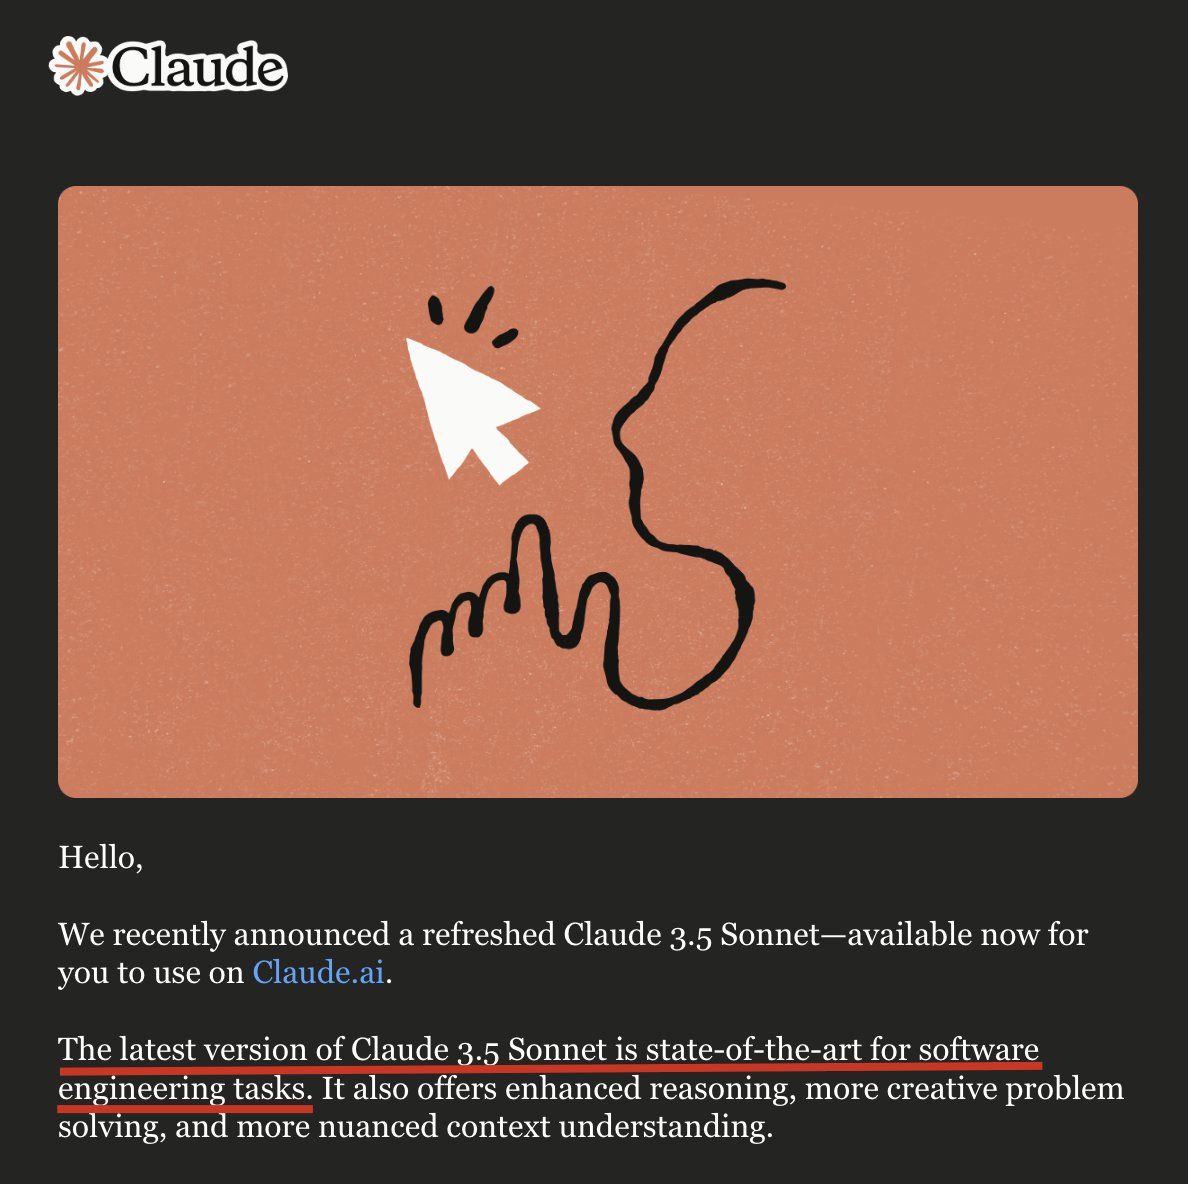 Claude
Hello,
We recently announced a refreshed Claude 3.5 Sonnet—available now for
you to use on Claude.ai.
The latest version of Claude 3.5 Sonnet is state-of-the-art for software
engineering tasks. It also offers enhanced reasoning, more creative problem
solving, and more nuanced context understanding.